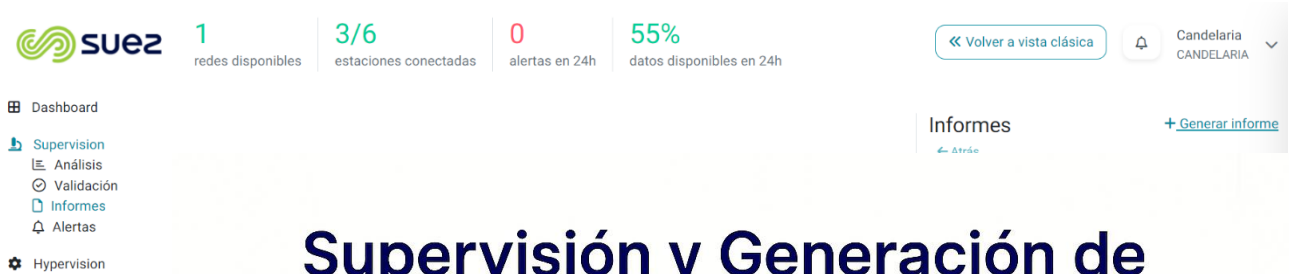 suez
1
redes disponibles
3/6
estaciones conectadas
0
alertas en 24h
55%
datos disponibles en 24h
Volver a vista clásica
Candelaria
CANDELARIA
Dashboard
Supervision
Análisis
Validación
Informes
Alertas
Hypervision
Informes
+ Generar informe
← Atrás
Supervisión y Generación de